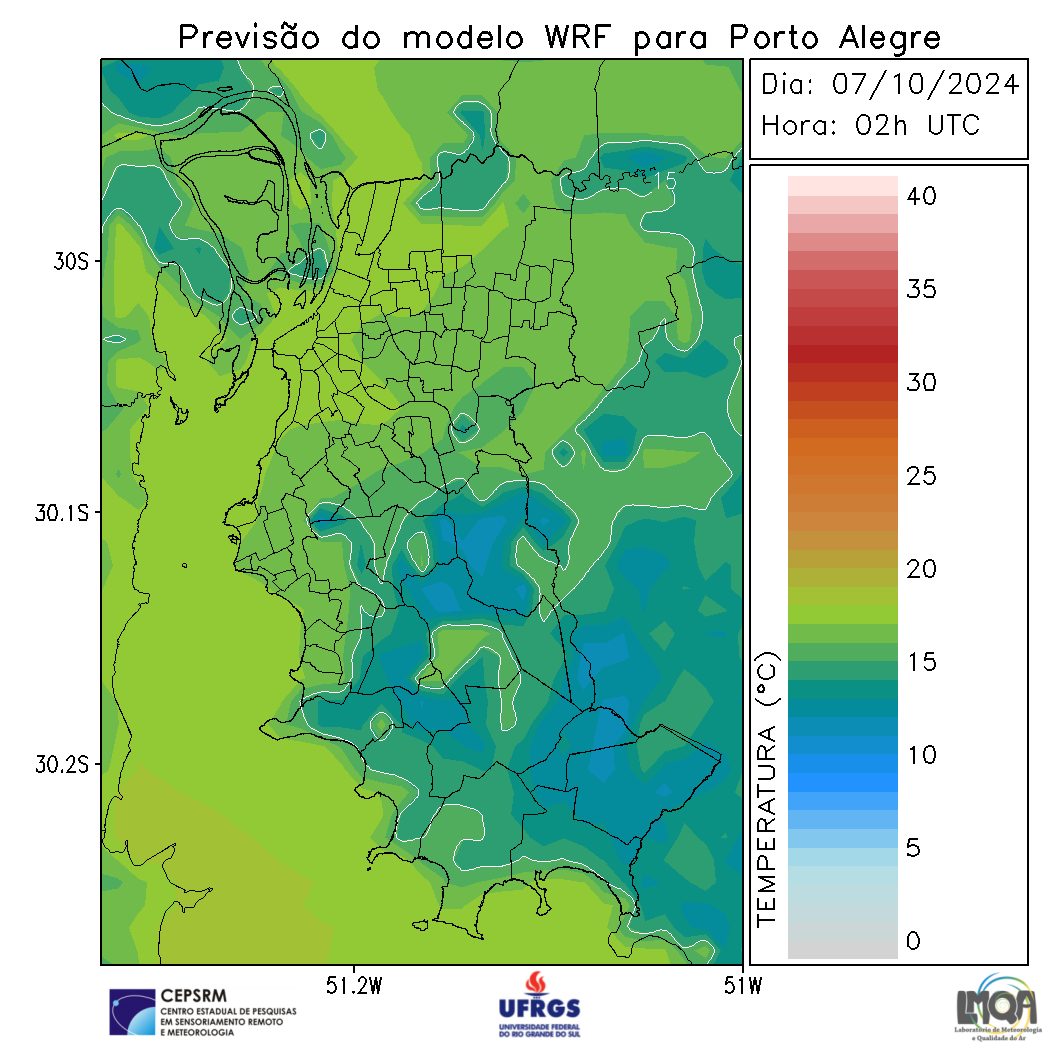 Previsão do modelo WRF para Porto Alegre
Dia: 07/10/2024
Hora: 02h UTC
15
30S
30.1S
30.2S
51.2W
51W
TEMPERATURA (°C)
40
35
30
25
20
15
10
5
0
CEPSRM
CENTRO ESTADUAL DE PESQUISAS
EM SENSORIAMENTO REMOTO
E METEOROLOGIA
UFRGS
UNIVERSIDADE FEDERAL
DO RIO GRANDE DO SUL
LMQA
Laboratório de Meteorologia
e Qualidade do Ar